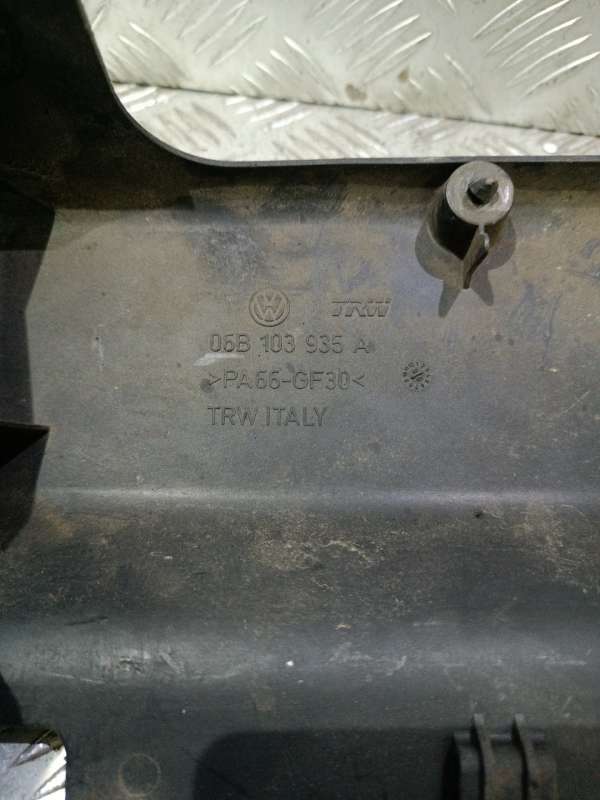 TRW
06B 103 935 A
>PA66-GF30<
TRW ITALY